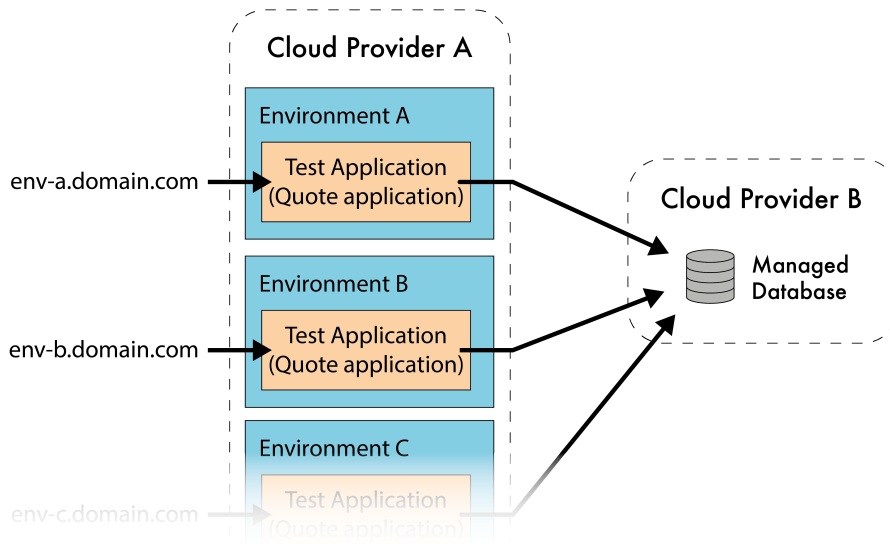 Cloud Provider A
Environment A
Test Application
(Quote application)
env-a.domain.com
Cloud Provider B
Managed
Database
Environment B
Test Application
(Quote application)
env-b.domain.com
Environment C
Test Application
(Quote application)
env-c.domain.com